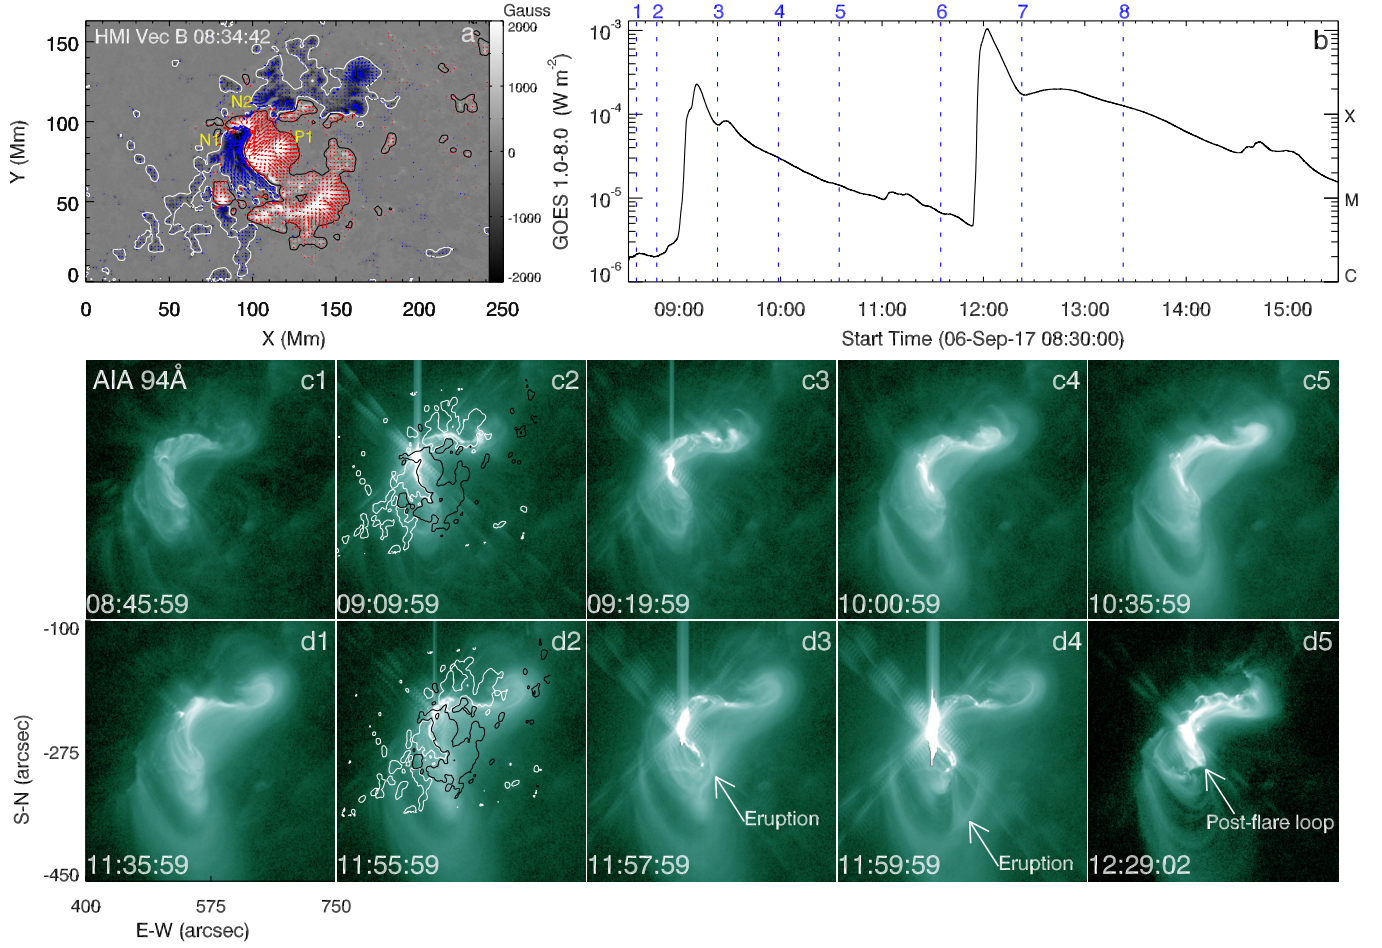 Gauss
HMI Vec B 08:34:42
a
N2
N1
P1
150
100
50
0
Y (Mm)
0 50 100 150 200 250
X (Mm)
2000
1000
0
-1000
-2000
1 2 3 4 5 6 7 8
b
GOES 1.0-8.0 (W m-2)
10-3
10-4
10-5
10-6
X
M
C
09:00 10:00 11:00 12:00 13:00 14:00 15:00
Start Time (06-Sep-17 08:30:00)
AIA 94Å c1 c2 c3 c4 c5
08:45:59 09:09:59 09:19:59 10:00:59 10:35:59
d1 d2 d3 d4 d5
Eruption
Eruption
Post-flare loop
11:35:59 11:55:59 11:57:59 11:59:59 12:29:02
-100
-275
-450
S-N (arcsec)
400 575 750
E-W (arcsec)